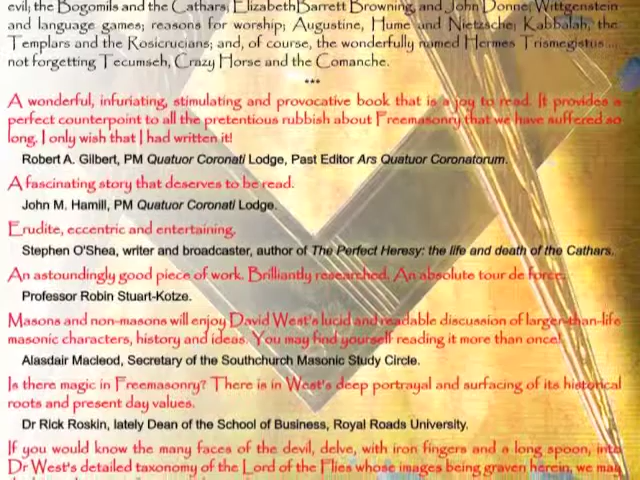 evil; the Bogomils and the Cathars; Elizabeth Barrett Browning, and John Donne; Wittgenstein
and language games; reasons for worship; Augustine, Hume and Nietzsche; Kabbalah, the
Templars and the Rosicrucians; and, of course, the wonderfully named Hermes Trismegistus ...
not forgetting Tecumseh, Crazy Horse and the Comanche.
***
A wonderful, infuriating, stimulating and provocative book that is a joy to read. It provides a
perfect counterpoint to all the pretentious rubbish about Freemasonry that we have suffered so
long. I only wish that I had written it!
Robert A. Gilbert, PM Quatuor Coronati Lodge, Past Editor Ars Quatuor Coronatorum.
A fascinating story that deserves to be read.
John M. Hamill, PM Quatuor Coronati Lodge.
Erudite, eccentric and entertaining.
Stephen O'Shea, writer and broadcaster, author of The Perfect Heresy: the life and death of the Cathars.
An astoundingly good piece of work. Brilliantly researched. An absolute tour de force.
Professor Robin Stuart-Kotze.
Masons and non-masons will enjoy David West's lucid and readable discussion of larger-than-life
masonic characters, history and ideas. You may find yourself reading it more than once!
Alasdair Macleod, Secretary of the Southchurch Masonic Study Circle.
Is there magic in Freemasonry? There is in West's deep portrayal and surfacing of its historical
roots and present day values.
Dr Rick Roskin, lately Dean of the School of Business, Royal Roads University.
If you would know the many faces of the devil, delve, with iron fingers and a long spoon, into
Dr West's detailed taxonomy of the Lord of the Flies whose images being graven herein, we may